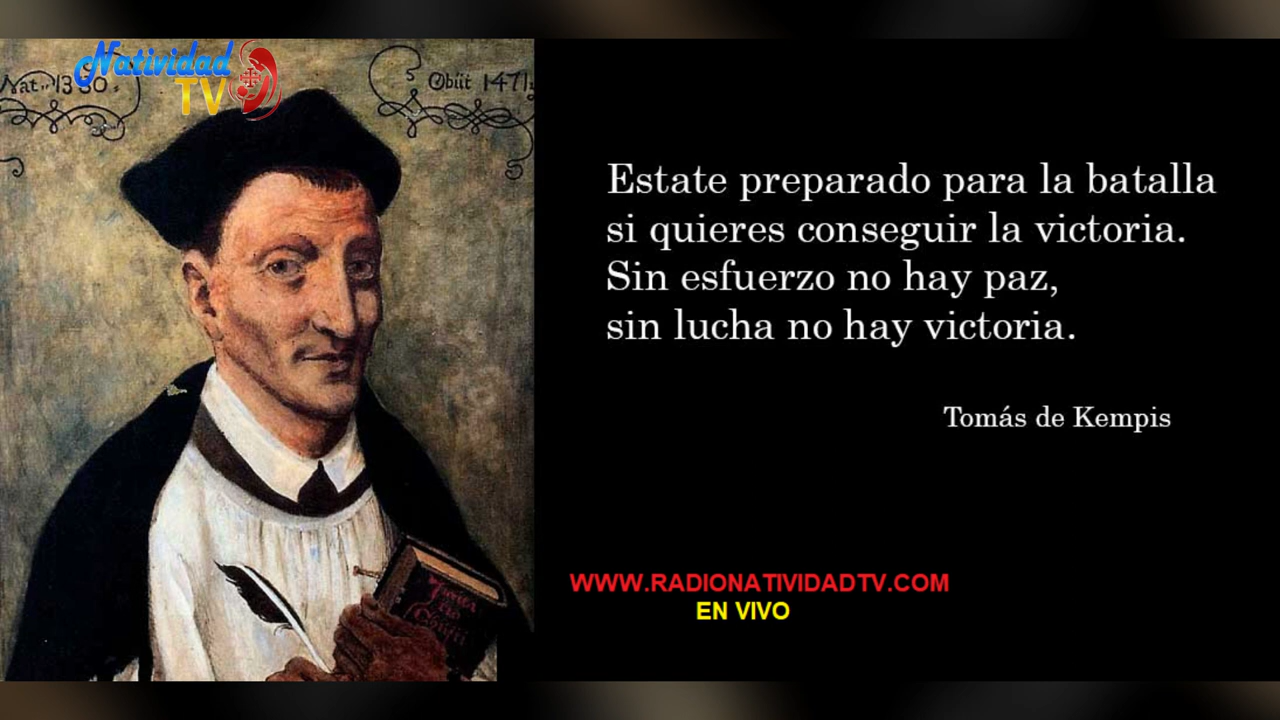 Natividad
TV
Nat. 1380.
Obiit 1471
Estate preparado para la batalla
si quieres conseguir la victoria.
Sin esfuerzo no hay paz,
sin lucha no hay victoria.
Tomás de Kempis
WWW.RADIONATIVIDADTV.COM
EN VIVO